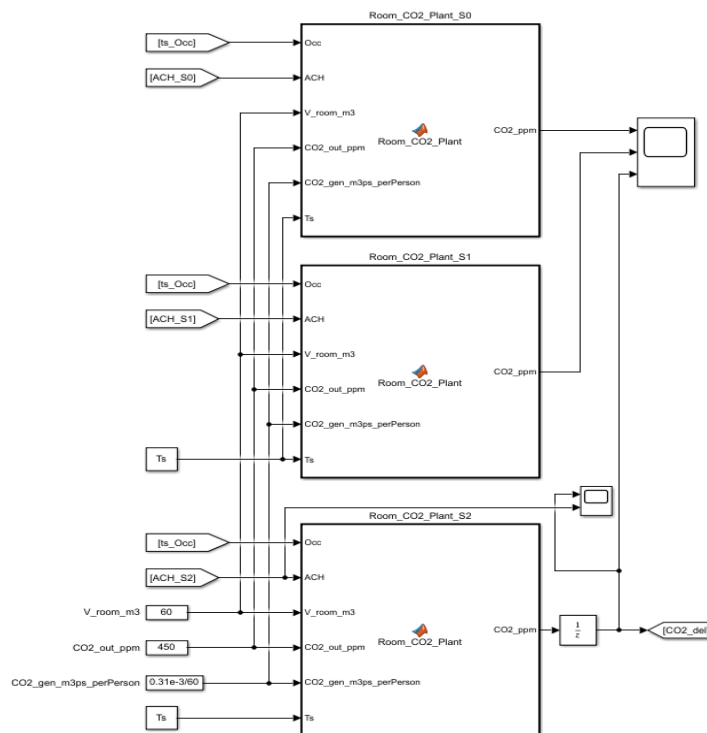 Room_CO2_Plant_S0
[ts_Occ]
Occ
[ACH_S0]
ACH
V_room_m3
CO2_ppm
Room_CO2_Plant
CO2_out_ppm
CO2_gen_m3ps_perPerson
Ts
Room_CO2_Plant_S1
[ts_Occ]
Occ
[ACH_S1]
ACH
V_room_m3
CO2_ppm
Room_CO2_Plant
CO2_out_ppm
CO2_gen_m3ps_perPerson
Ts
Ts
Room_CO2_Plant_S2
[ts_Occ]
Occ
[ACH_S2]
ACH
V_room_m3
60
V_room_m3
CO2_ppm
1
z
[CO2_del
Room_CO2_Plant
CO2_out_ppm
450
CO2_out_ppm
CO2_gen_m3ps_perPerson
0.31e-3/60
CO2_gen_m3ps_perPerson
Ts
Ts